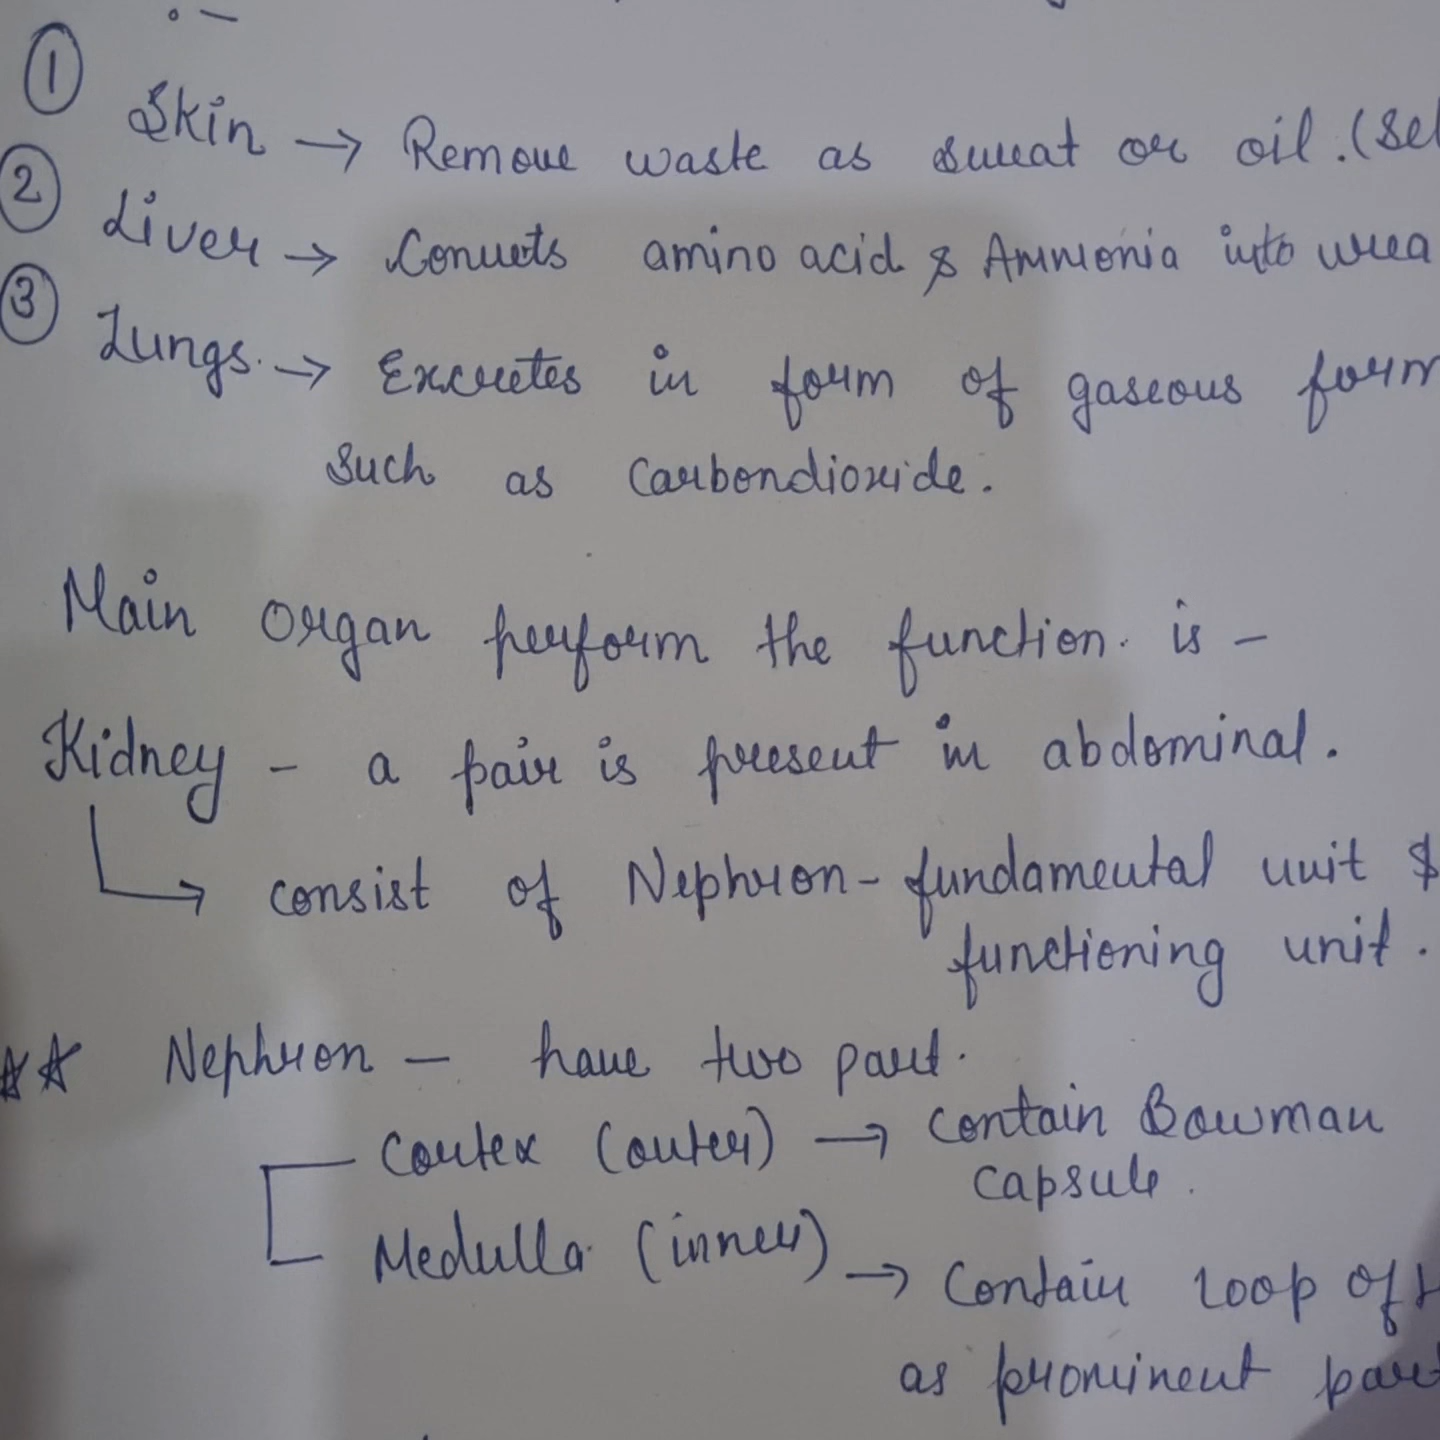 ① Skin → Remove waste as sweat or oil. (Se
② Liver → Converts amino acid & Ammonia into urea
③ Lungs. → Excretes in form of gaseous form
such as Carbondioxide.
Main organ perform the function. is -
Kidney - a pair is present in abdominal.
↳ consist of Nephron - fundamental unit &
functioning unit.
☆☆ Nephron - have two part.
Cortex (outer) → Contain Bowman
capsule.
Medulla (inner) → Contain loop of
as prominent part